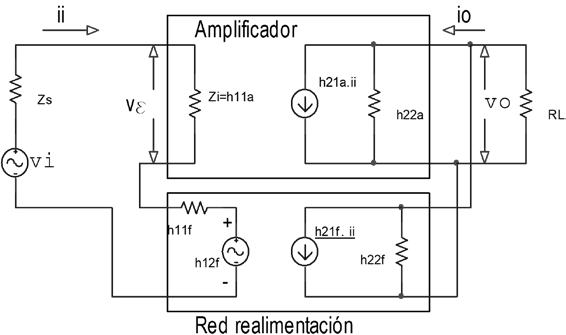 ii
io
Amplificador
Zs
vi
vε
Zi=h11a
h21a.ii
h22a
vo
RL.
h11f
+
h12f
-
h21f. ii
h22f
Red realimentación